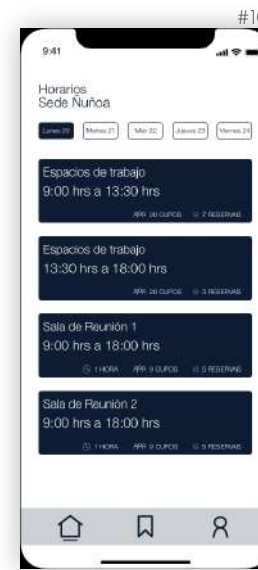 #10
9:41
Horarios
Sede Ñuñoa
Lunes 20 Martes 21 Mier 22 Jueves 23 Viernes 24
Espacios de trabajo
9:00 hrs a 13:30 hrs
20 CUPOS 7 RESERVAS
Espacios de trabajo
13:30 hrs a 18:00 hrs
20 CUPOS 3 RESERVAS
Sala de Reunión 1
9:00 hrs a 18:00 hrs
1 HORA 9 CUPOS 5 RESERVAS
Sala de Reunión 2
9:00 hrs a 18:00 hrs
1 HORA 9 CUPOS 5 RESERVAS